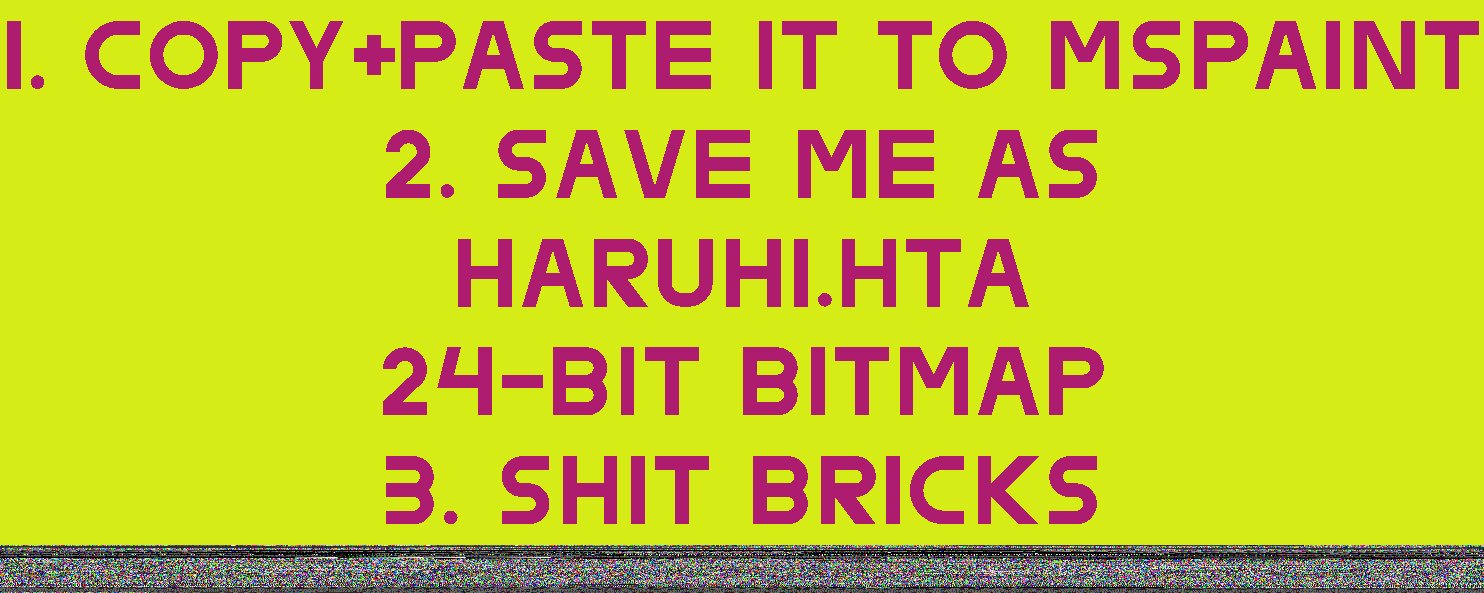 1. COPY+PASTE IT TO MSPAINT
2. SAVE ME AS
HARUHI.HTA
24-BIT BITMAP
3. SHIT BRICKS